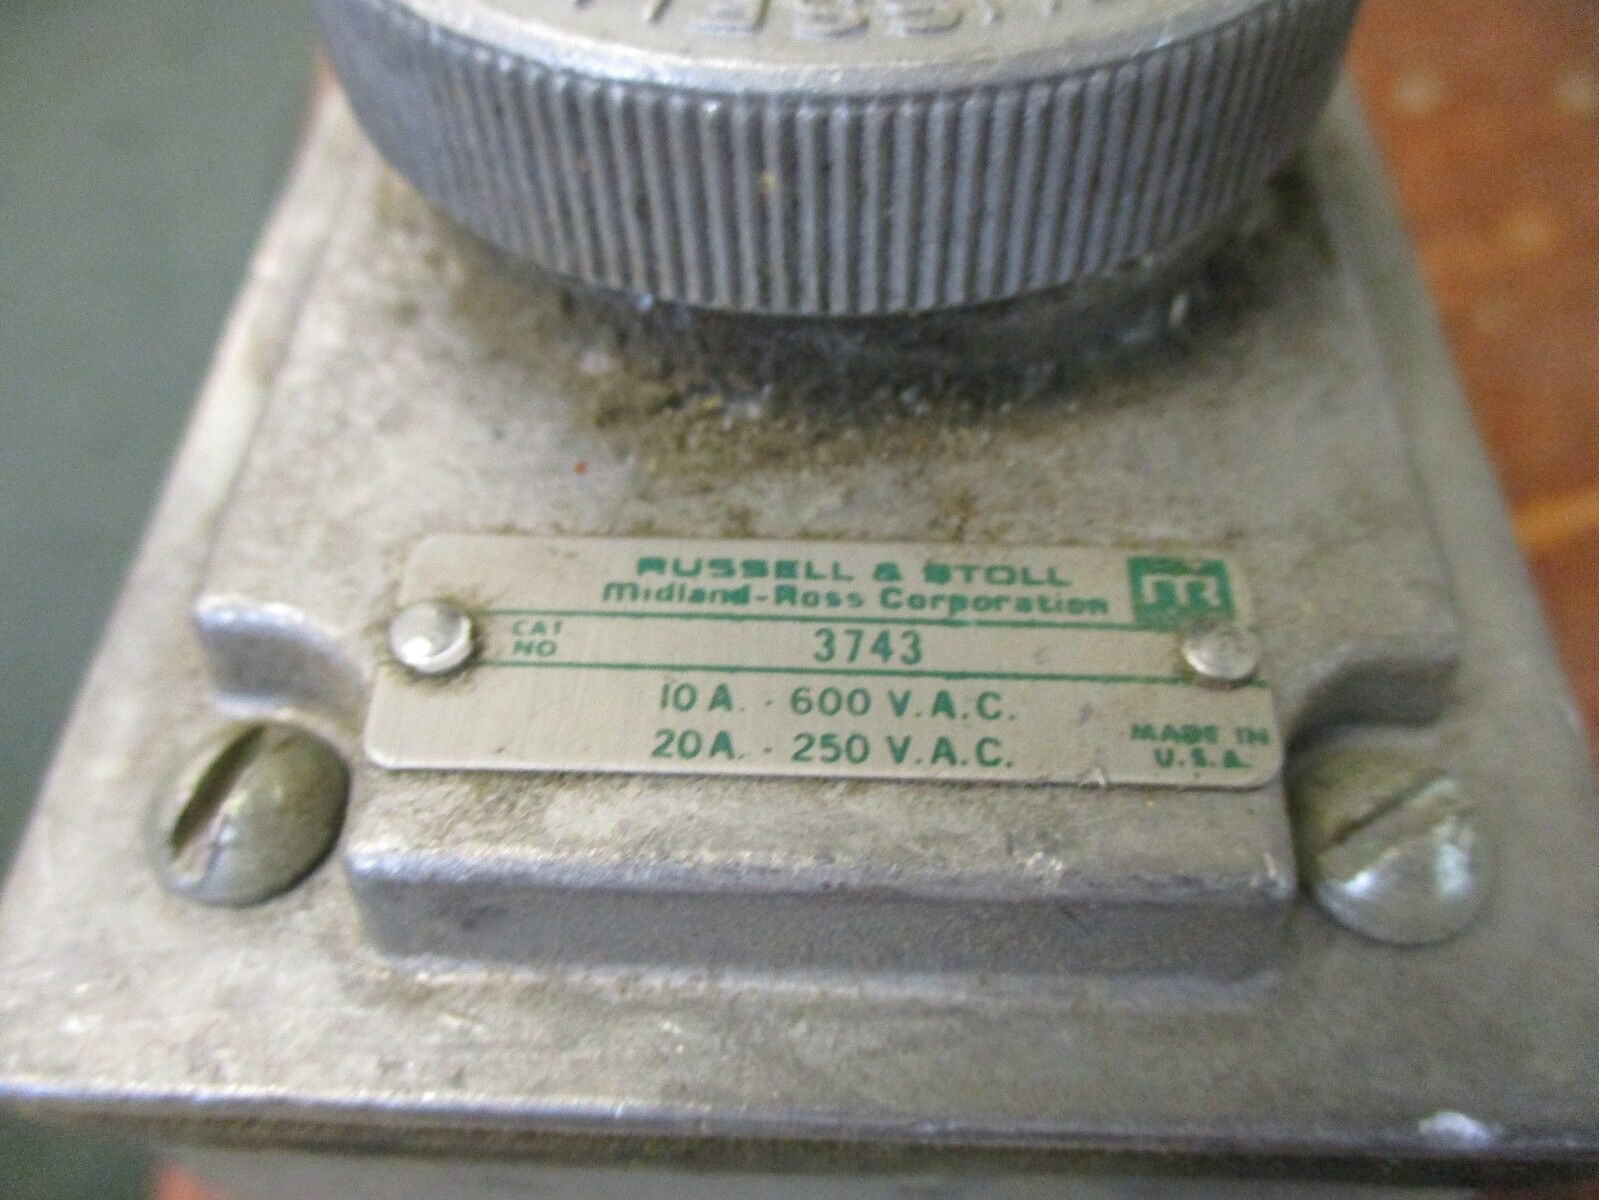 RUSSELL & STOLL
Midland-Ross Corporation
CAT NO
3743
10 A. - 600 V.A.C.
20 A. - 250 V.A.C.
MADE IN
U.S.A.